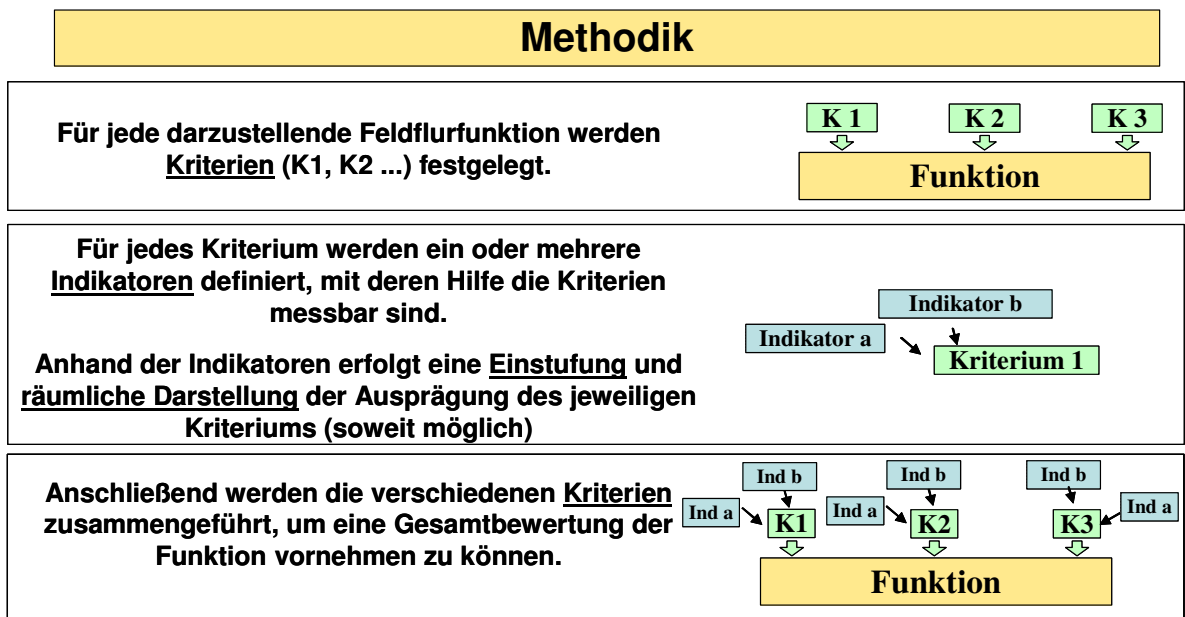 Methodik
Für jede darzustellende Feldflurfunktion werden
Kriterien (K1, K2 ...) festgelegt.
K 1
K 2
K 3
Funktion
Für jedes Kriterium werden ein oder mehrere
Indikatoren definiert, mit deren Hilfe die Kriterien
messbar sind.
Anhand der Indikatoren erfolgt eine Einstufung und
räumliche Darstellung der Ausprägung des jeweiligen
Kriteriums (soweit möglich)
Indikator b
Indikator a
Kriterium 1
Anschließend werden die verschiedenen Kriterien
zusammengeführt, um eine Gesamtbewertung der
Funktion vornehmen zu können.
Ind b
Ind b
Ind b
Ind a
Ind a
Ind a
K1
K2
K3
Funktion